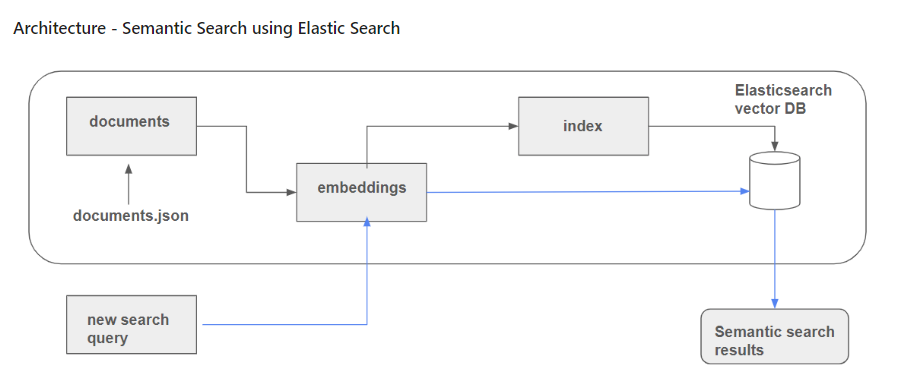 Architecture - Semantic Search using Elastic Search
Elasticsearch
vector DB
documents
index
embeddings
documents.json
new search
query
Semantic search
results